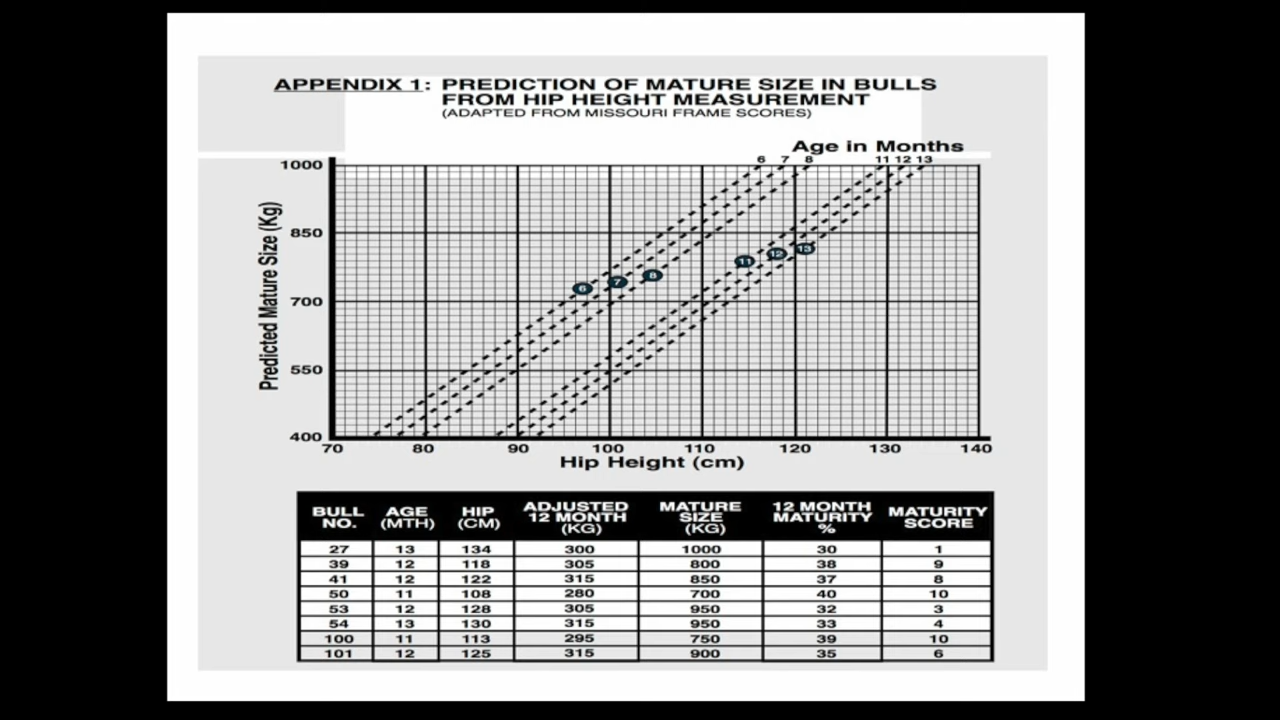 APPENDIX 1: PREDICTION OF MATURE SIZE IN BULLS
FROM HIP HEIGHT MEASUREMENT
(ADAPTED FROM MISSOURI FRAME SCORES)
Age in Months
6 7 8 11 12 13
Predicted Mature Size (Kg)
1000
850
700
550
400
6 7 8 11 12 13
70 80 90 100 110 120 130 140
Hip Height (cm)
BULL NO. AGE (MTH) HIP (CM) ADJUSTED 12 MONTH (KG) MATURE SIZE (KG) 12 MONTH MATURITY % MATURITY SCORE
27 13 134 300 1000 30 1
39 12 118 305 800 38 9
41 12 122 315 850 37 8
50 11 108 280 700 40 10
53 12 128 305 950 32 3
54 13 130 315 950 33 4
100 11 113 295 750 39 10
101 12 125 315 900 35 6